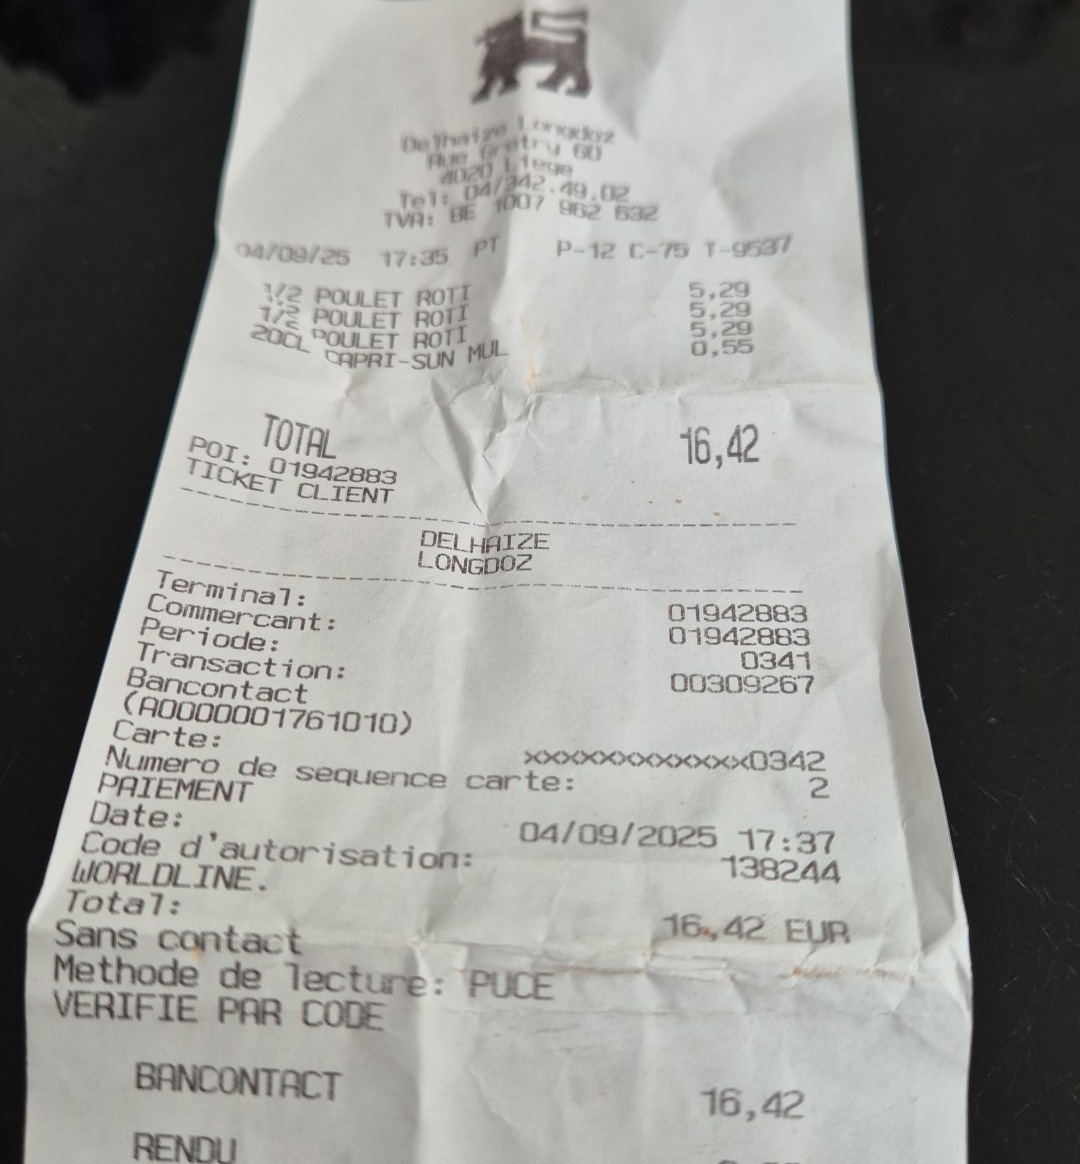 Delhaize Longdoz
Rue Gretry 60
4020 Liege
Tel: 04/342.49.02
TVA: BE 1007 962 632
04/09/25 17:35 PT P-12 C-75 T-9537
1/2 POULET ROTI 5,29
1/2 POULET ROTI 5,29
1/2 POULET ROTI 5,29
20CL CAPRI-SUN MUL 0,55
TOTAL 16,42
POI: 01942883
TICKET CLIENT
DELHAIZE
LONGDOZ
Terminal: 01942883
Commercant: 01942883
Periode: 0341
Transaction: 00309267
Bancontact
(A0000001761010)
Carte: xxxxxxxxxxxxx0342
Numero de sequence carte: 2
PAIEMENT
Date: 04/09/2025 17:37
Code d'autorisation: 138244
WORLDLINE.
Total: 16,42 EUR
Sans contact
Methode de lecture: PUCE
VERIFIE PAR CODE
BANCONTACT 16,42
RENDU